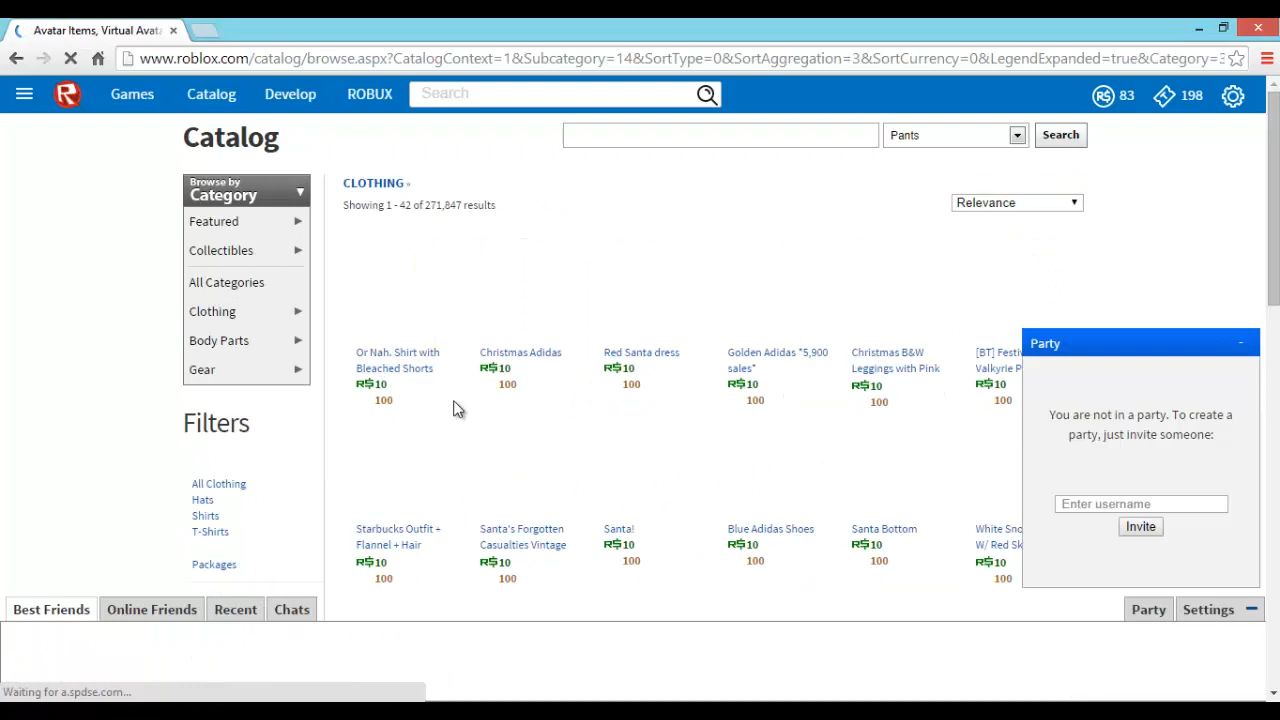 Avatar Items, Virtual Avata
www.roblox.com/catalog/browse.aspx?CatalogContext=1&Subcategory=14&SortType=0&SortAggregation=3&SortCurrency=0&LegendExpanded=true&Category=3
Games Catalog Develop ROBUX Search R$ 83 198
Catalog
Pants Search
Browse by
Category
Featured
Collectibles
All Categories
Clothing
Body Parts
Gear
CLOTHING »
Showing 1 - 42 of 271,847 results
Relevance
Or Nah. Shirt with
Bleached Shorts
R$10
100
Christmas Adidas
R$10
100
Red Santa dress
R$10
100
Golden Adidas *5,900
sales*
R$10
100
Christmas B&W
Leggings with Pink
R$10
100
[BT] Festi
Valkyrie P
R$10
100
Starbucks Outfit +
Flannel + Hair
R$10
100
Santa's Forgotten
Casualties Vintage
R$10
100
Santa!
R$10
100
Blue Adidas Shoes
R$10
100
Santa Bottom
R$10
100
White Sno
W/ Red Sk
R$10
100
Filters
All Clothing
Hats
Shirts
T-Shirts
Packages
Party -
You are not in a party. To create a
party, just invite someone:
Enter username
Invite
Best Friends Online Friends Recent Chats Party Settings
Waiting for a.spdse.com...